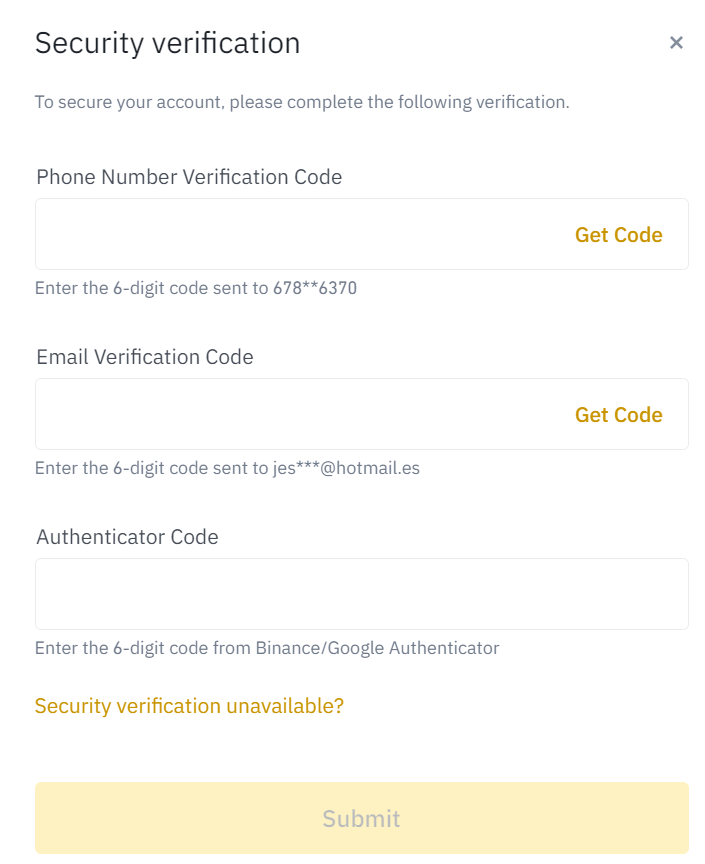 Security verification
To secure your account, please complete the following verification.
Phone Number Verification Code
Get Code
Enter the 6-digit code sent to 678**6370
Email Verification Code
Get Code
Enter the 6-digit code sent to jes***@hotmail.es
Authenticator Code
Enter the 6-digit code from Binance/Google Authenticator
Security verification unavailable?
Submit